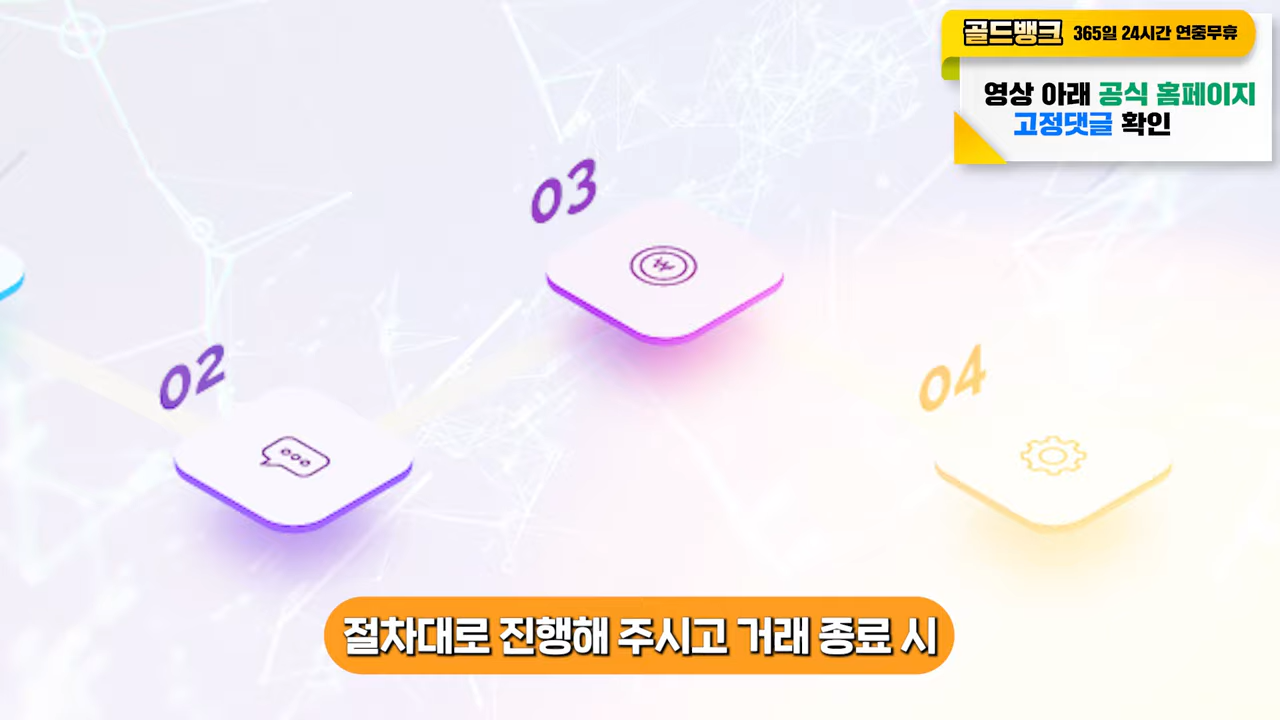 골드뱅크 365일 24시간 연중무휴
영상 아래 공식 홈페이지
고정댓글 확인
03
02
04
절차대로 진행해 주시고 거래 종료 시